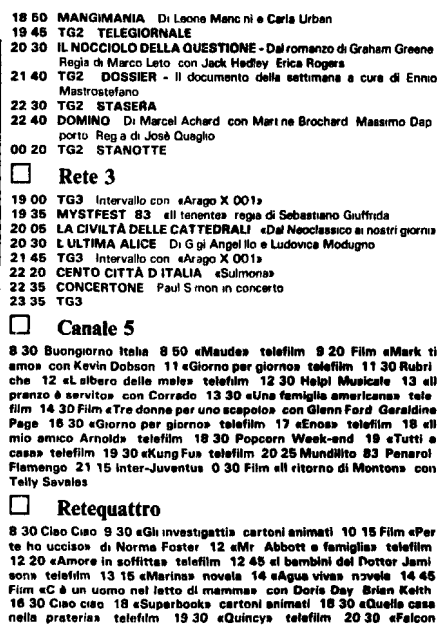 18 50 MANGIMANIA Di Leone Manc ni e Carla Urban
19 45 TG2 TELEGIORNALE
20 30 IL NOCCIOLO DELLA QUESTIONE - Dal romanzo di Graham Greene
Regia di Marco Leto con Jack Hedley Erica Rogers
21 40 TG2 DOSSIER - Il documento della settimana a cura di Ennio
Mastrostefano
22 30 TG2 STASERA
22 40 DOMINO Di Marcel Achard con Mart ne Brochard Massimo Dap
porto Reg a di Josè Quaglio
00 20 TG2 STANOTTE
Rete 3
19 00 TG3 Intervallo con «Arago X 001»
19 35 MYSTFEST 83 «Il tenente» regia di Sebastiano Giuffrida
20 05 LA CIVILTÀ DELLE CATTEDRALI «Dal Neoclassico ai nostri giorni»
20 30 L ULTIMA ALICE Di G gi Angel llo e Ludovica Modugno
21 45 TG3 Intervallo con «Arago X 001»
22 20 CENTO CITTÀ D ITALIA «Sulmona»
22 35 CONCERTONE Paul S mon in concerto
23 35 TG3
Canale 5
8 30 Buongiorno Italia 8 50 «Maude» telefilm 9 20 Film «Mark ti
amo» con Kevin Dobson 11 «Giorno per giorno» telefilm 11 30 Rubri
che 12 «L albero delle mele» telefilm 12 30 Help! Musicale 13 «Il
pranzo è servito» con Corrado 13 30 «Una famiglia americana» tele
film 14 30 Film «Tre donne per uno scapolo» con Glenn Ford Geraldine
Page 16 30 «Giorno per giorno» telefilm 17 «Enos» telefilm 18 «Il
mio amico Arnold» telefilm 18 30 Popcorn Week-end 19 «Tutti a
casa» telefilm 19 30 «Kung Fu» telefilm 20 25 Mundialito 83 Penarol
Flamengo 21 15 Inter-Juventus 0 30 Film «Il ritorno di Monton» con
Telly Savales
Retequattro
8 30 Ciao Ciao 9 30 «Gli investigatti» cartoni animati 10 15 Film «Per
te ho ucciso» di Norma Foster 12 «Mr Abbott e famiglia» telefilm
12 20 «Amore in soffitta» telefilm 12 45 «I bambini del Dottor Jami
son» telefilm 13 15 «Marina» novela 14 «Agua viva» novela 14 45
Film «C è un uomo nel letto di mamma» con Doris Day Brian Keith
16 30 Ciao ciao 18 «Superbook» cartoni animati 18 30 «Quella casa
nella prateria» telefilm 19 30 «Quincy» telefilm 20 30 «Falcon